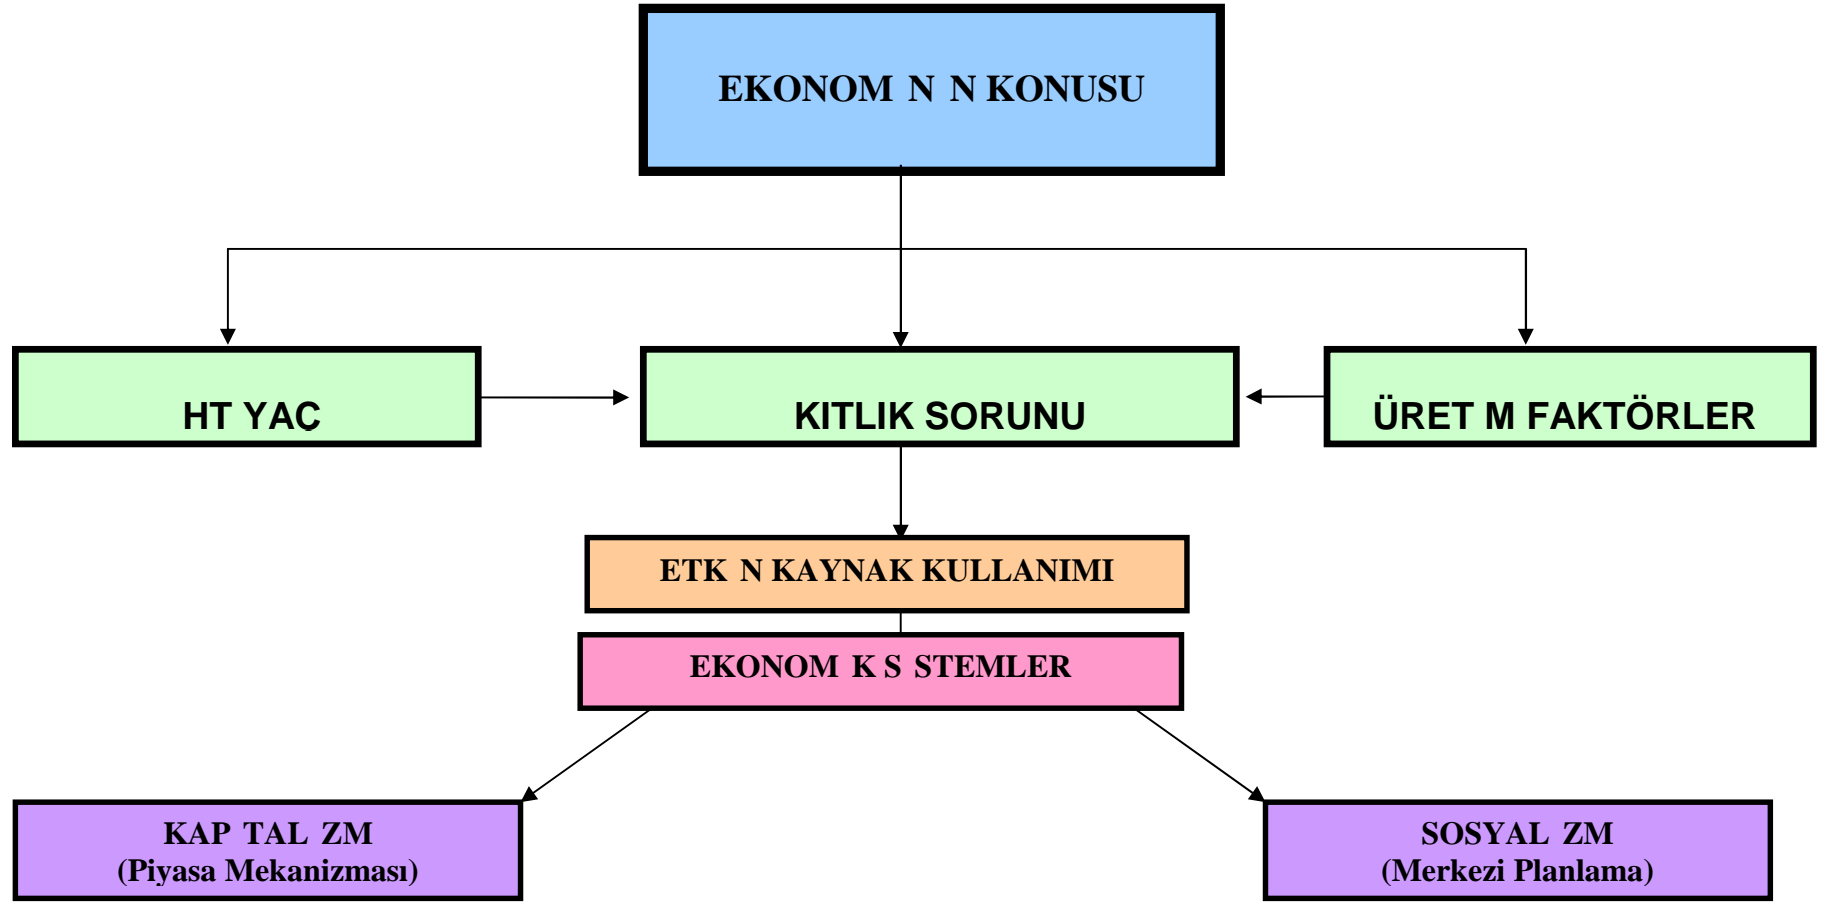 EKONOM N N KONUSU
HT YAÇ
KITLIK SORUNU
ÜRET M FAKTÖRLER
ETK N KAYNAK KULLANIMI
EKONOM K S STEMLER
KAP TAL ZM
(Piyasa Mekanizması)
SOSYAL ZM
(Merkezi Planlama)